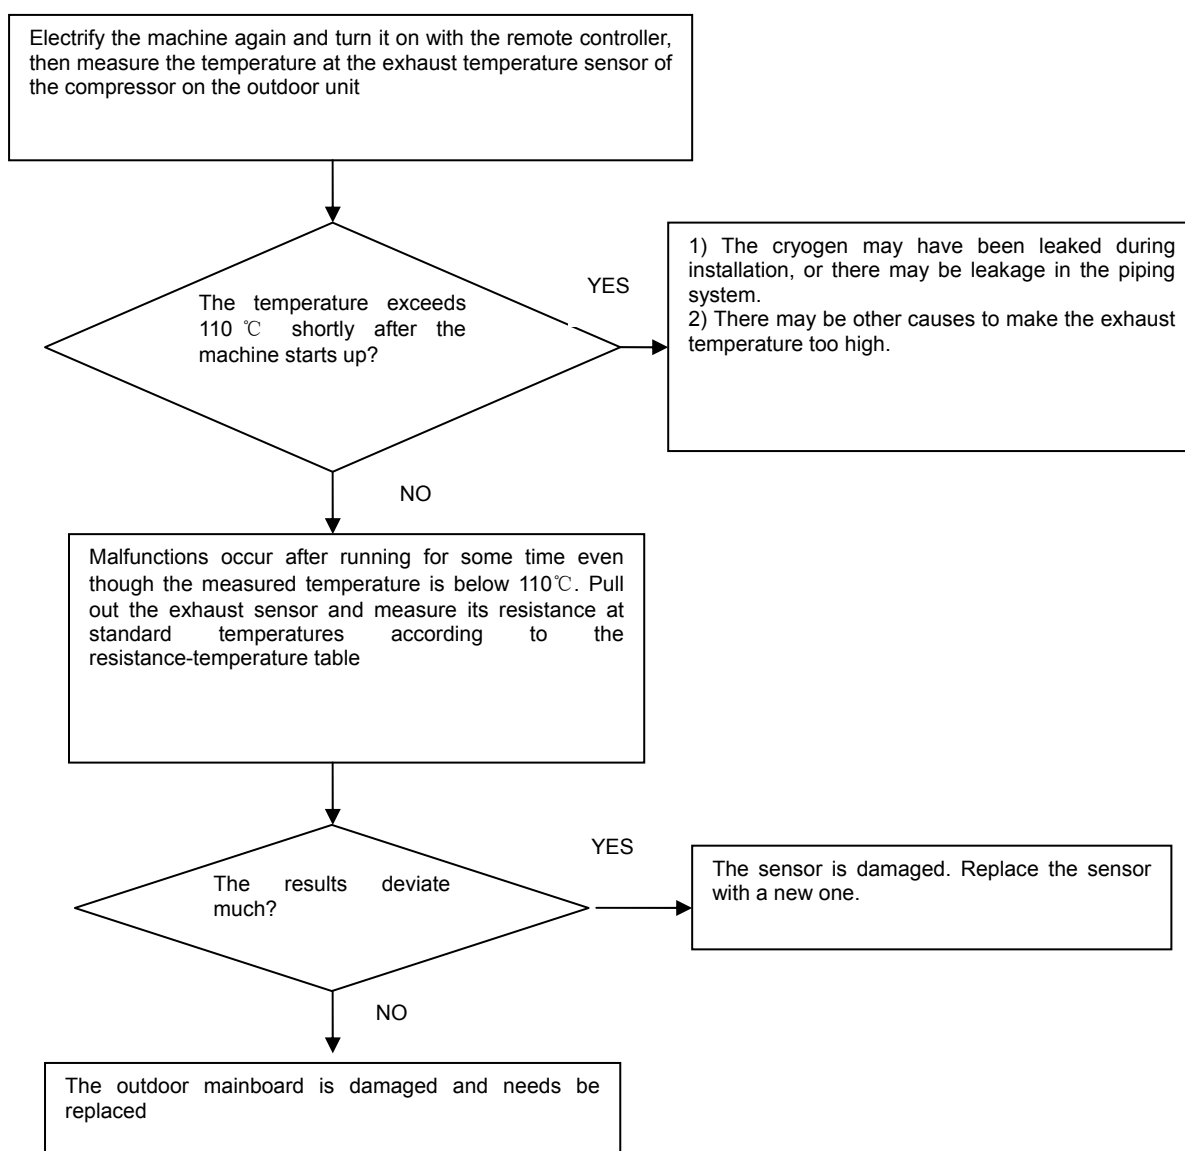 Electrify the machine again and turn it on with the remote controller,
then measure the temperature at the exhaust temperature sensor of
the compressor on the outdoor unit
The temperature exceeds
110 ℃ shortly after the
machine starts up?
YES
1) The cryogen may have been leaked during
installation, or there may be leakage in the piping
system.
2) There may be other causes to make the exhaust
temperature too high.
NO
Malfunctions occur after running for some time even
though the measured temperature is below 110℃. Pull
out the exhaust sensor and measure its resistance at
standard temperatures according to the
resistance-temperature table
The results deviate
much?
YES
The sensor is damaged. Replace the sensor
with a new one.
NO
The outdoor mainboard is damaged and needs be
replaced